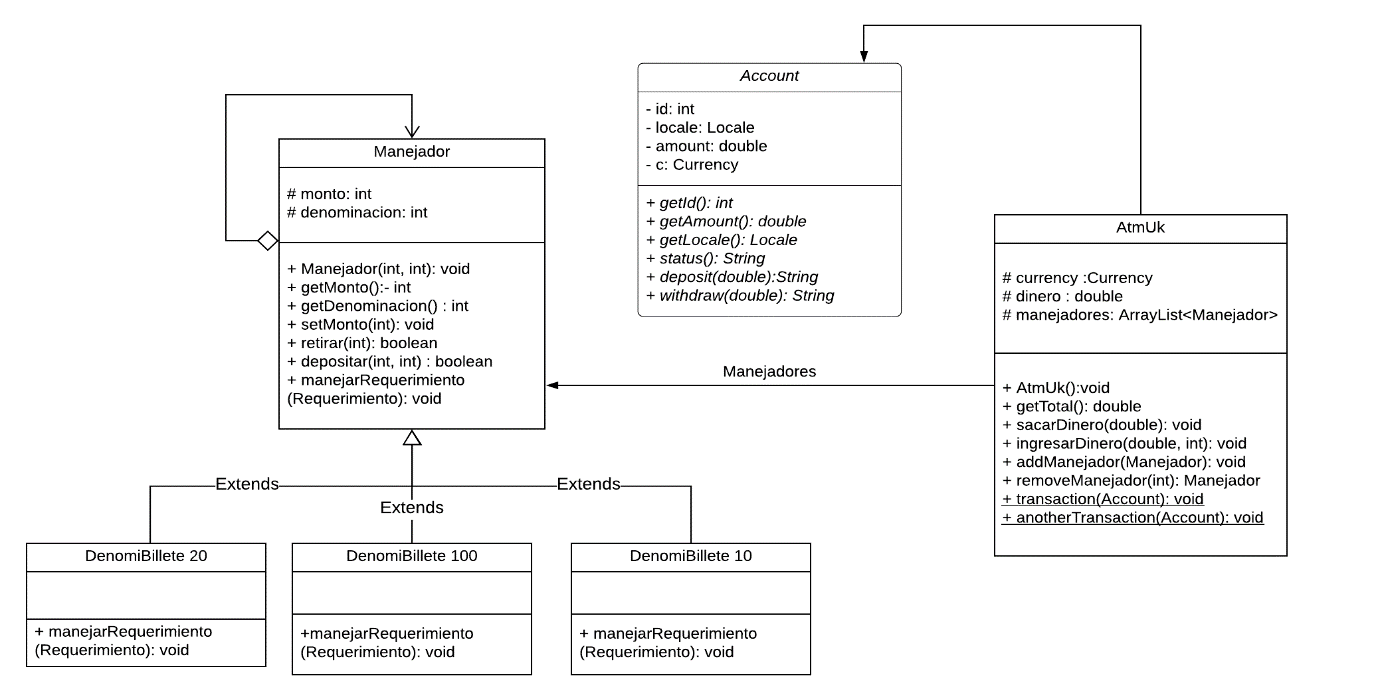 Account
- id: int
- locale: Locale
- amount: double
- c: Currency
+ getId(): int
+ getAmount(): double
+ getLocale(): Locale
+ status(): String
+ deposit(double):String
+ withdraw(double): String
Manejador
# monto: int
# denominacion: int
+ Manejador(int, int): void
+ getMonto():- int
+ getDenominacion() : int
+ setMonto(int): void
+ retirar(int): boolean
+ depositar(int, int) : boolean
+ manejarRequerimiento
(Requerimiento): void
AtmUk
# currency :Currency
# dinero : double
# manejadores: ArrayList<Manejador>
+ AtmUk():void
+ getTotal(): double
+ sacarDinero(double): void
+ ingresarDinero(double, int): void
+ addManejador(Manejador): void
+ removeManejador(int): Manejador
+ transaction(Account): void
+ anotherTransaction(Account): void
Manejadores
Extends
Extends
Extends
DenomiBillete 20
+ manejarRequerimiento
(Requerimiento): void
DenomiBillete 100
+manejarRequerimiento
(Requerimiento): void
DenomiBillete 10
+ manejarRequerimiento
(Requerimiento): void